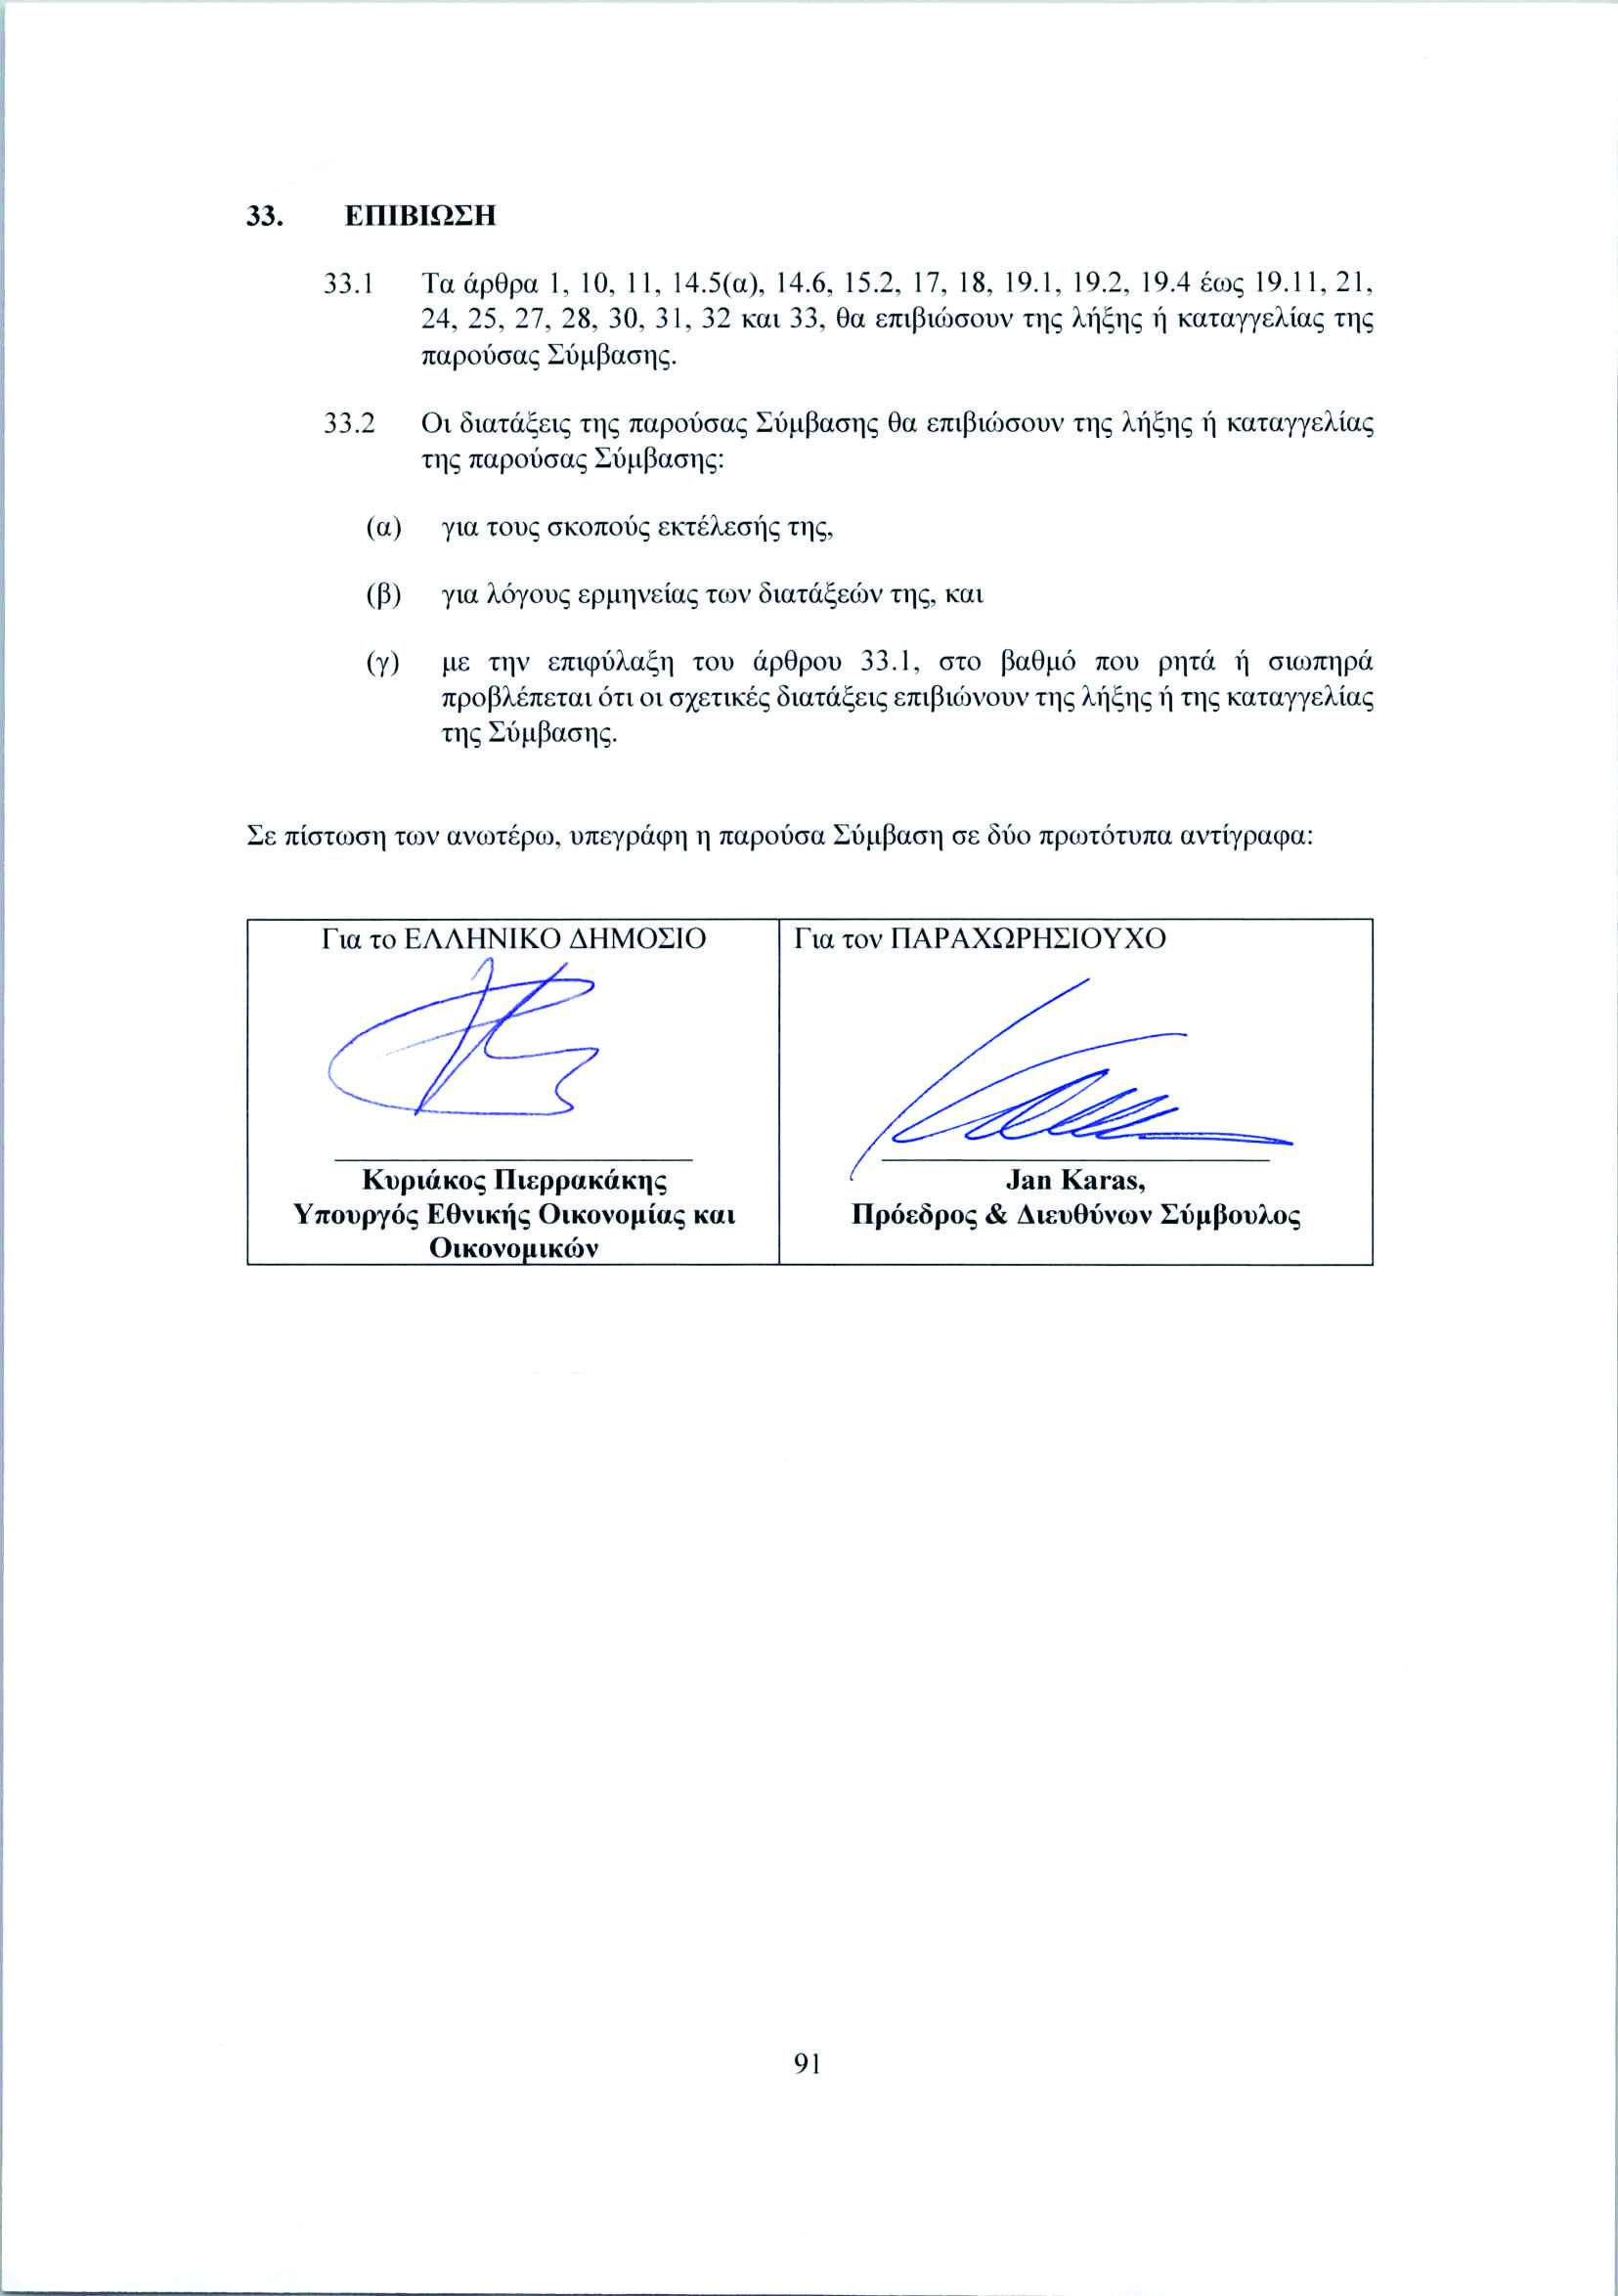 33. ΕΠΙΒΙΩΣΗ
33.1 Τα άρθρα 1, 10, 11, 14.5(α), 14.6, 15.2, 17, 18, 19.1, 19.2, 19.4 έως 19.11, 21,
24, 25, 27, 28, 30, 31, 32 και 33, θα επιβιώσουν της λήξης ή καταγγελίας της
παρούσας Σύμβασης.
33.2 Οι διατάξεις της παρούσας Σύμβασης θα επιβιώσουν της λήξης ή καταγγελίας
της παρούσας Σύμβασης:
(α) για τους σκοπούς εκτέλεσής της,
(β) για λόγους ερμηνείας των διατάξεών της, και
(γ) με την επιφύλαξη του άρθρου 33.1, στο βαθμό που ρητά ή σιωπηρά
προβλέπεται ότι οι σχετικές διατάξεις επιβιώνουν της λήξης ή της καταγγελίας
της Σύμβασης.
Σε πίστωση των ανωτέρω, υπεγράφη η παρούσα Σύμβαση σε δύο πρωτότυπα αντίγραφα:
Για το ΕΛΛΗΝΙΚΟ ΔΗΜΟΣΙΟ
Κυριάκος Πιερρακάκης
Υπουργός Εθνικής Οικονομίας και
Οικονομικών
Για τον ΠΑΡΑΧΩΡΗΣΙΟΥΧΟ
Jan Karas,
Πρόεδρος & Διευθύνων Σύμβουλος
91